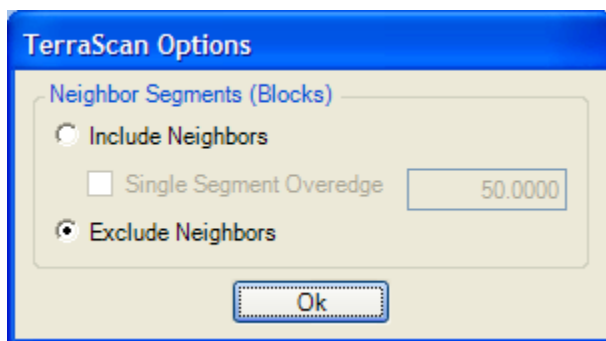 TerraScan Options
Neighbor Segments (Blocks)
Include Neighbors
Single Segment Overedge 50.0000
Exclude Neighbors
Ok